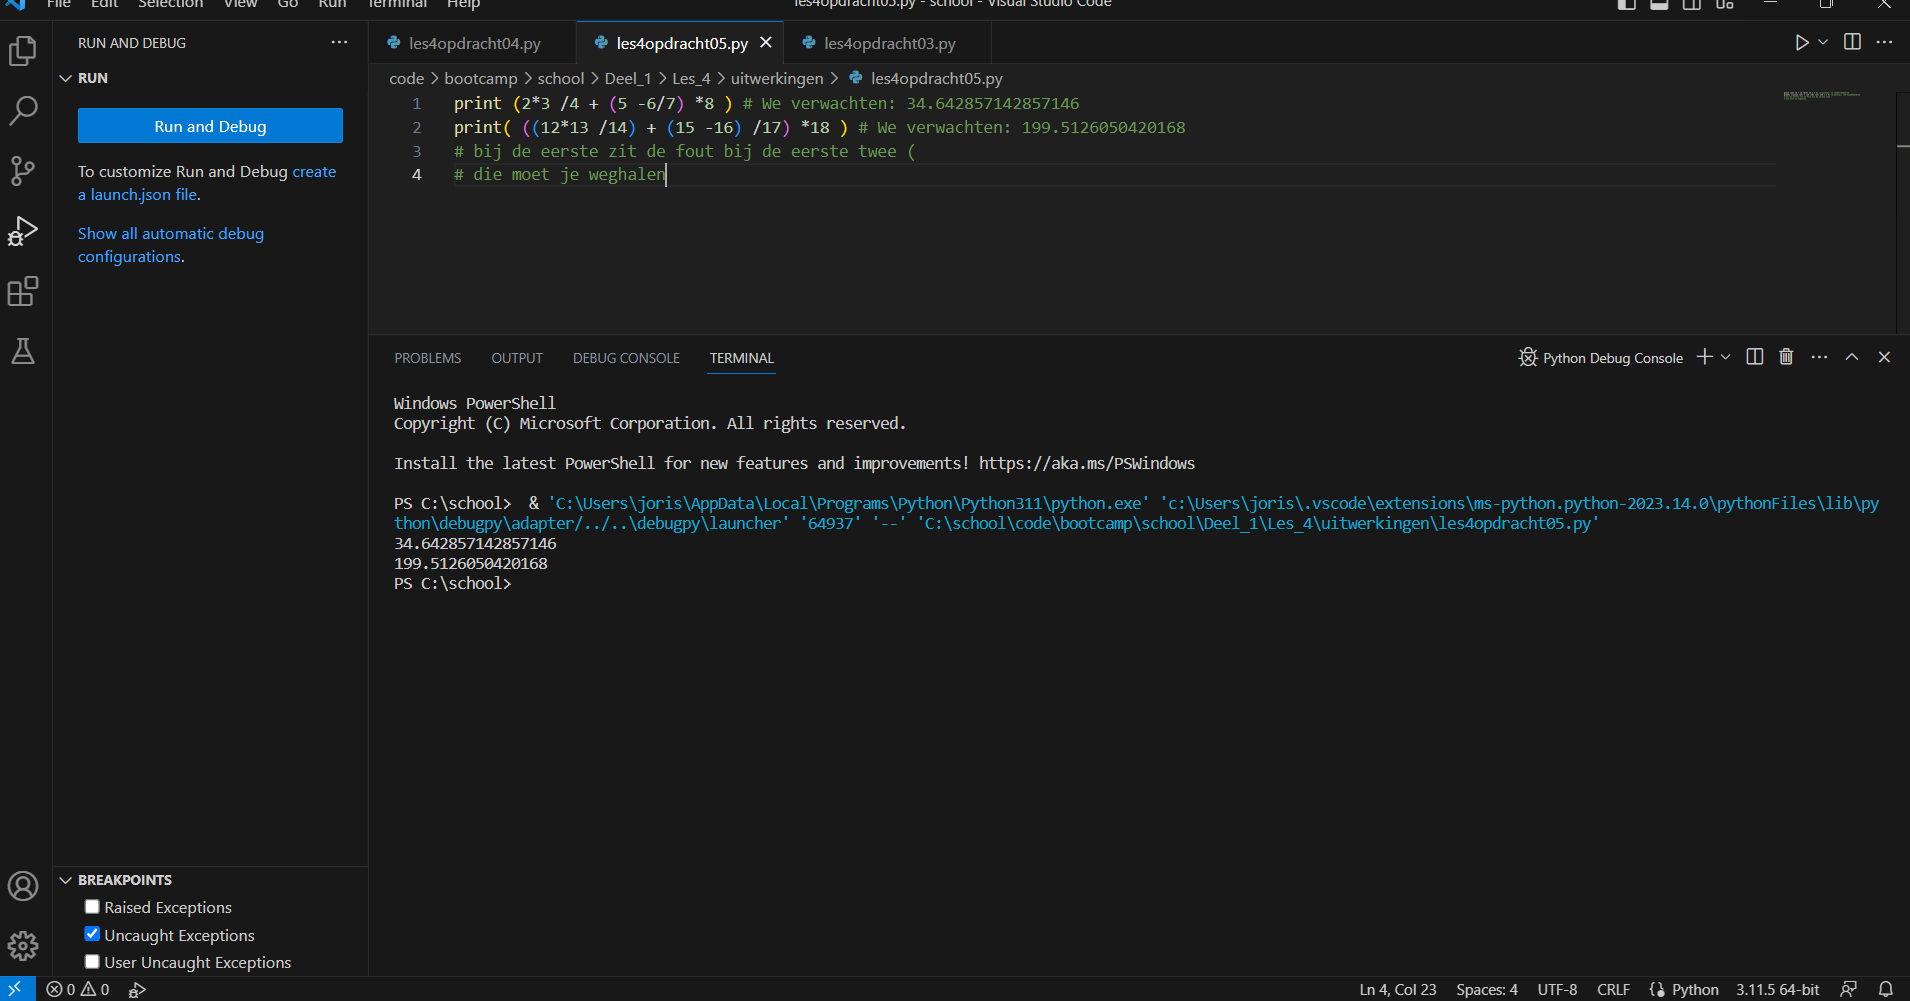 File Edit Selection View Go Run Terminal Help les4opdracht05.py - school - Visual Studio Code
RUN AND DEBUG ···
RUN
Run and Debug
To customize Run and Debug create
a launch.json file.
Show all automatic debug
configurations.
les4opdracht04.py les4opdracht05.py les4opdracht03.py
code > bootcamp > school > Deel_1 > Les_4 > uitwerkingen > les4opdracht05.py
1 print (2*3 /4 + (5 -6/7) *8 ) # We verwachten: 34.642857142857146
2 print( ((12*13 /14) + (15 -16) /17) *18 ) # We verwachten: 199.5126050420168
3 # bij de eerste zit de fout bij de eerste twee (
4 # die moet je weghalen
PROBLEMS OUTPUT DEBUG CONSOLE TERMINAL Python Debug Console
Windows PowerShell
Copyright (C) Microsoft Corporation. All rights reserved.
Install the latest PowerShell for new features and improvements! https://aka.ms/PSWindows
PS C:\school>  & 'C:\Users\joris\AppData\Local\Programs\Python\Python311\python.exe' 'c:\Users\joris\.vscode\extensions\ms-python.python-2023.14.0\pythonFiles\lib\py
thon\debugpy\adapter/../..\debugpy\launcher' '64937' '--' 'C:\school\code\bootcamp\school\Deel_1\Les_4\uitwerkingen\les4opdracht05.py'
34.642857142857146
199.5126050420168
PS C:\school>
BREAKPOINTS
Raised Exceptions
Uncaught Exceptions
User Uncaught Exceptions
0 0 Ln 4, Col 23 Spaces: 4 UTF-8 CRLF Python 3.11.5 64-bit